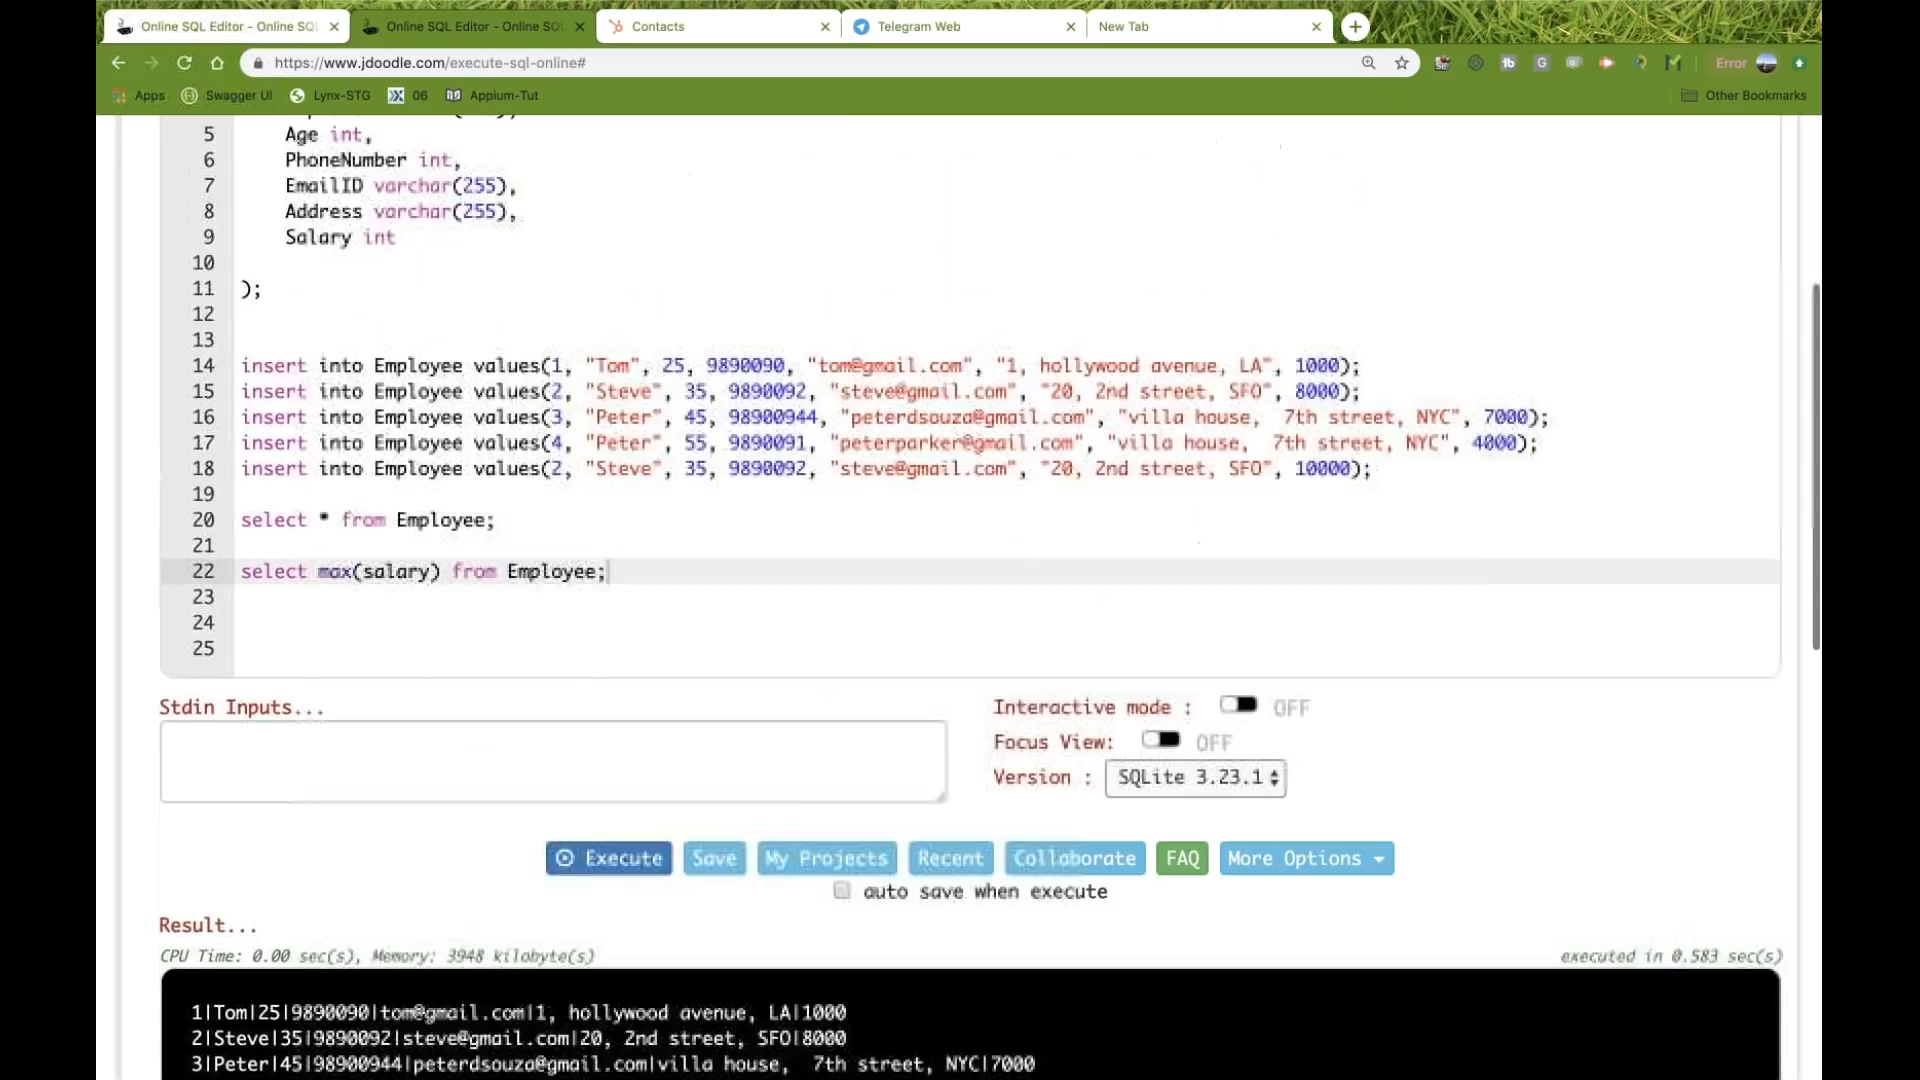 Online SQL Editor - Online SQL
Online SQL Editor - Online SQ
Contacts
Telegram Web
New Tab
https://www.jdoodle.com/execute-sql-online#
Error
Apps
Swagger UI
Lynx-STG
06
Appium-Tut
Other Bookmarks
5 Age int,
6 PhoneNumber int,
7 EmailID varchar(255),
8 Address varchar(255),
9 Salary int
10
11 );
12
13
14 insert into Employee values(1, "Tom", 25, 9890090, "tom@gmail.com", "1, hollywood avenue, LA", 1000);
15 insert into Employee values(2, "Steve", 35, 9890092, "steve@gmail.com", "20, 2nd street, SFO", 8000);
16 insert into Employee values(3, "Peter", 45, 98900944, "peterdsouza@gmail.com", "villa house,  7th street, NYC", 7000);
17 insert into Employee values(4, "Peter", 55, 9890091, "peterparker@gmail.com", "villa house,  7th street, NYC", 4000);
18 insert into Employee values(2, "Steve", 35, 9890092, "steve@gmail.com", "20, 2nd street, SFO", 10000);
19
20 select * from Employee;
21
22 select max(salary) from Employee;
23
24
25
Stdin Inputs...
Interactive mode : OFF
Focus View: OFF
Version : SQLite 3.23.1
Execute Save My Projects Recent Collaborate FAQ More Options
auto save when execute
Result...
CPU Time: 0.00 sec(s), Memory: 3948 kilobyte(s)
executed in 0.583 sec(s)
1|Tom|25|9890090|tom@gmail.com|1, hollywood avenue, LA|1000
2|Steve|35|9890092|steve@gmail.com|20, 2nd street, SFO|8000
3|Peter|45|98900944|peterdsouza@gmail.com|villa house,  7th street, NYC|7000